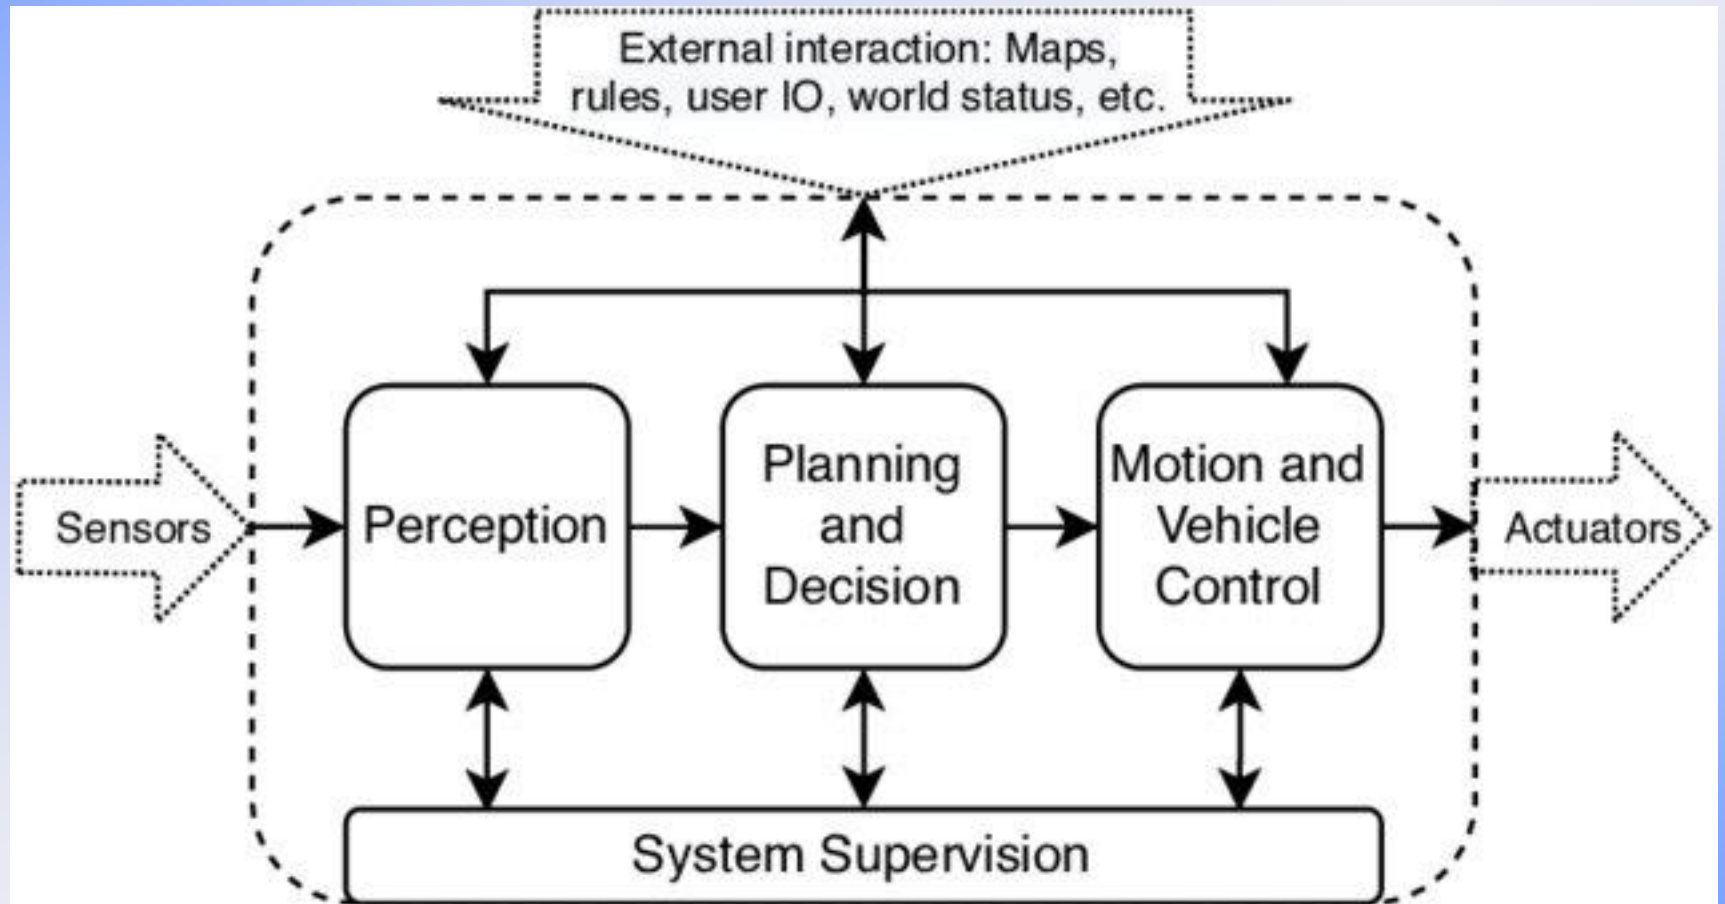 External interaction: Maps,
rules, user IO, world status, etc.
Sensors
Perception
Planning
and
Decision
Motion and
Vehicle
Control
Actuators
System Supervision